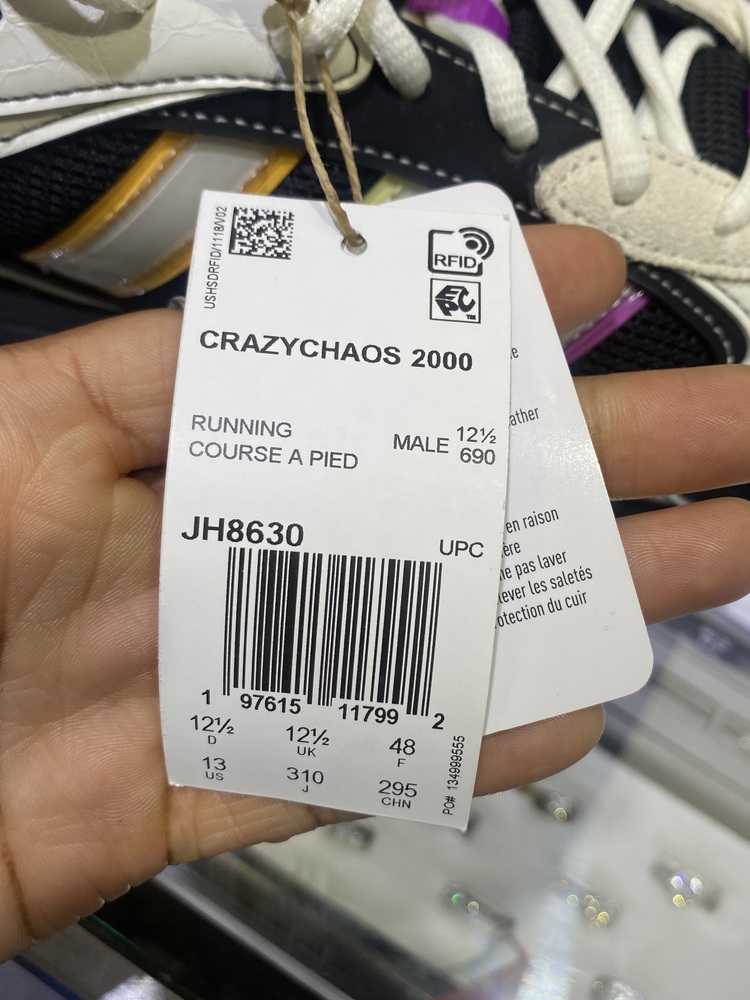 USHSDRFID/1118/V02
RFID
EPC™
CRAZYCHAOS 2000
RUNNING
COURSE A PIED
MALE 12½
690
JH8630
UPC
1 97615 11799 2
12½ 12½ 48
D UK F
13 310 295
US J CHN
PO# 134999555
en raison
ne pas laver
lever les saletés
otection du cuir